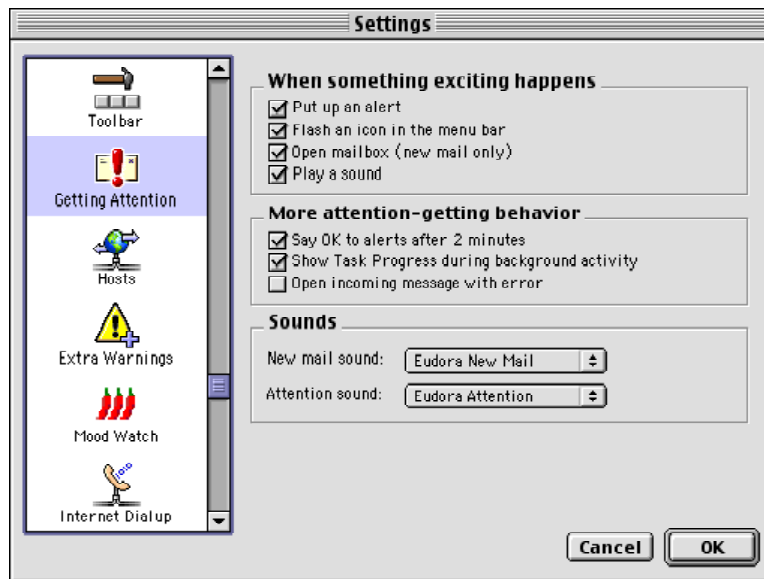 Settings
Toolbar
Getting Attention
Hosts
Extra Warnings
Mood Watch
Internet Dialup
When something exciting happens
Put up an alert
Flash an icon in the menu bar
Open mailbox (new mail only)
Play a sound
More attention-getting behavior
Say OK to alerts after 2 minutes
Show Task Progress during background activity
Open incoming message with error
Sounds
New mail sound: Eudora New Mail
Attention sound: Eudora Attention
Cancel OK